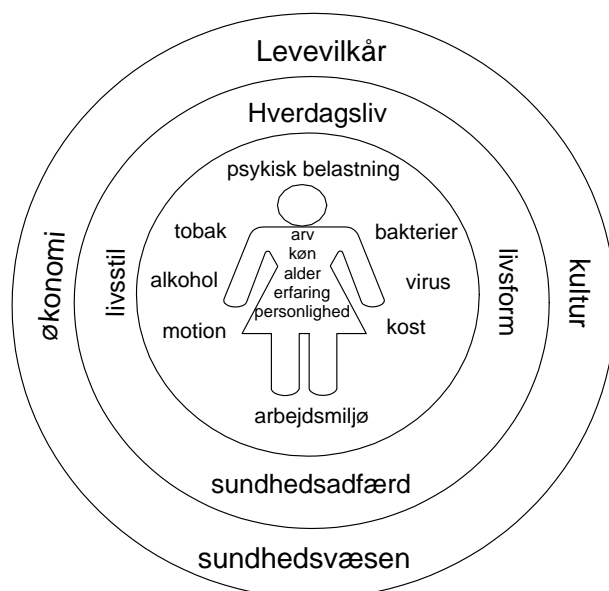 Levevilkår
Hverdagsliv
psykisk belastning
tobak
bakterier
arv
køn
alder
erfaring
personlighed
alkohol
virus
motion
kost
økonomi
livsstil
livsform
kultur
arbejdsmiljø
sundhedsadfærd
sundhedsvæsen